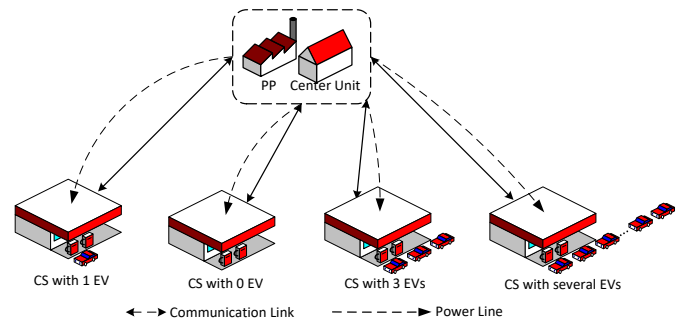 PP Center Unit
CS with 1 EV
CS with 0 EV
CS with 3 EVs
CS with several EVs
Communication Link
Power Line